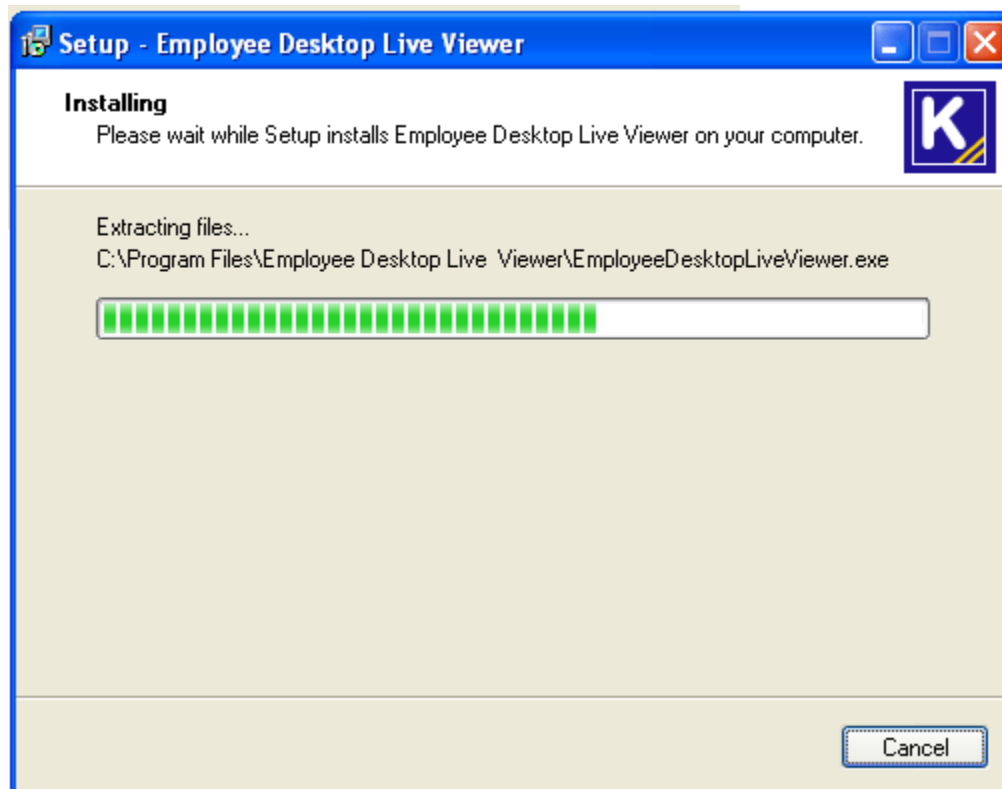 Setup - Employee Desktop Live Viewer
Installing
Please wait while Setup installs Employee Desktop Live Viewer on your computer.
K
Extracting files...
C:\Program Files\Employee Desktop Live  Viewer\EmployeeDesktopLiveViewer.exe
Cancel